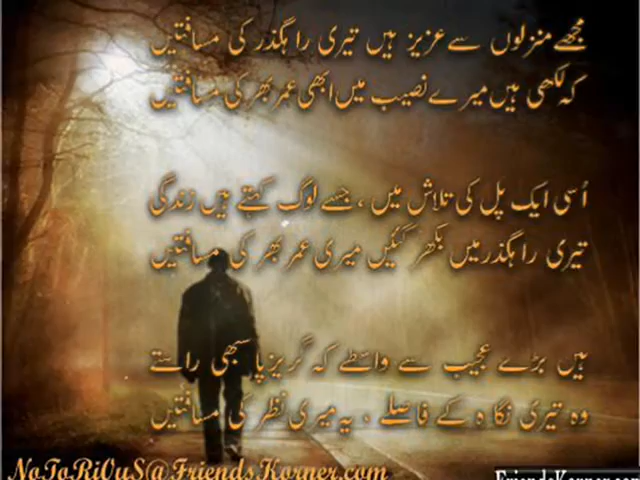 مجھے منزلوں سے عزیز ہیں تیری راہگذر کی مسافتیں
کہ لکھی ہیں میرے نصیب میں ابھی عمر بھر کی مسافتیں
اُسی ایک پل کی تلاش میں ، جسے لوگ کہتے ہیں زندگی
تیری راہگذر میں بکھر گئیں میری عمر بھر کی مسافتیں
ہیں بڑے عجیب سے واسطے کہ گریزپا سبھی راستے
وہ تیری نگاہ کے فاصلے ، یہ میری نظر کی مسافتیں
NoToRiOuS@FriendsKorner.com
FriendsKorner.com